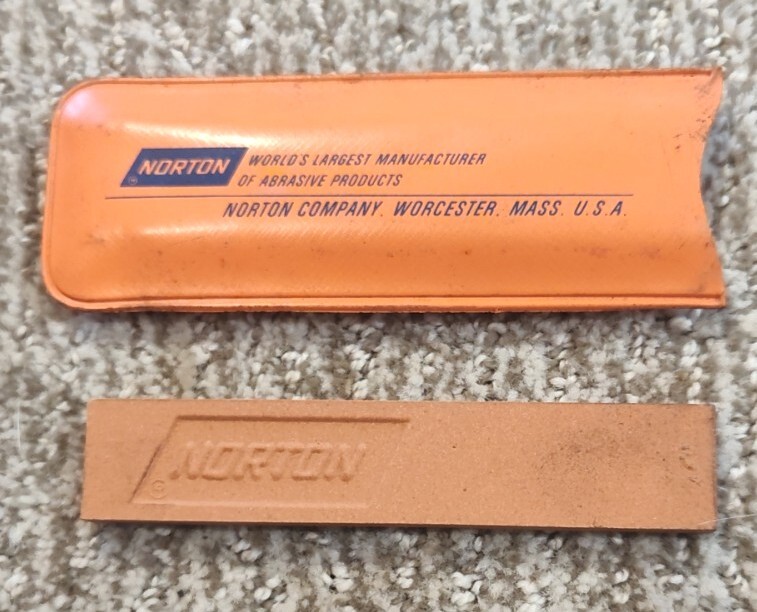 NORTON WORLD'S LARGEST MANUFACTURER
® OF ABRASIVE PRODUCTS
NORTON COMPANY. WORCESTER. MASS. U.S.A.
NORTON
®